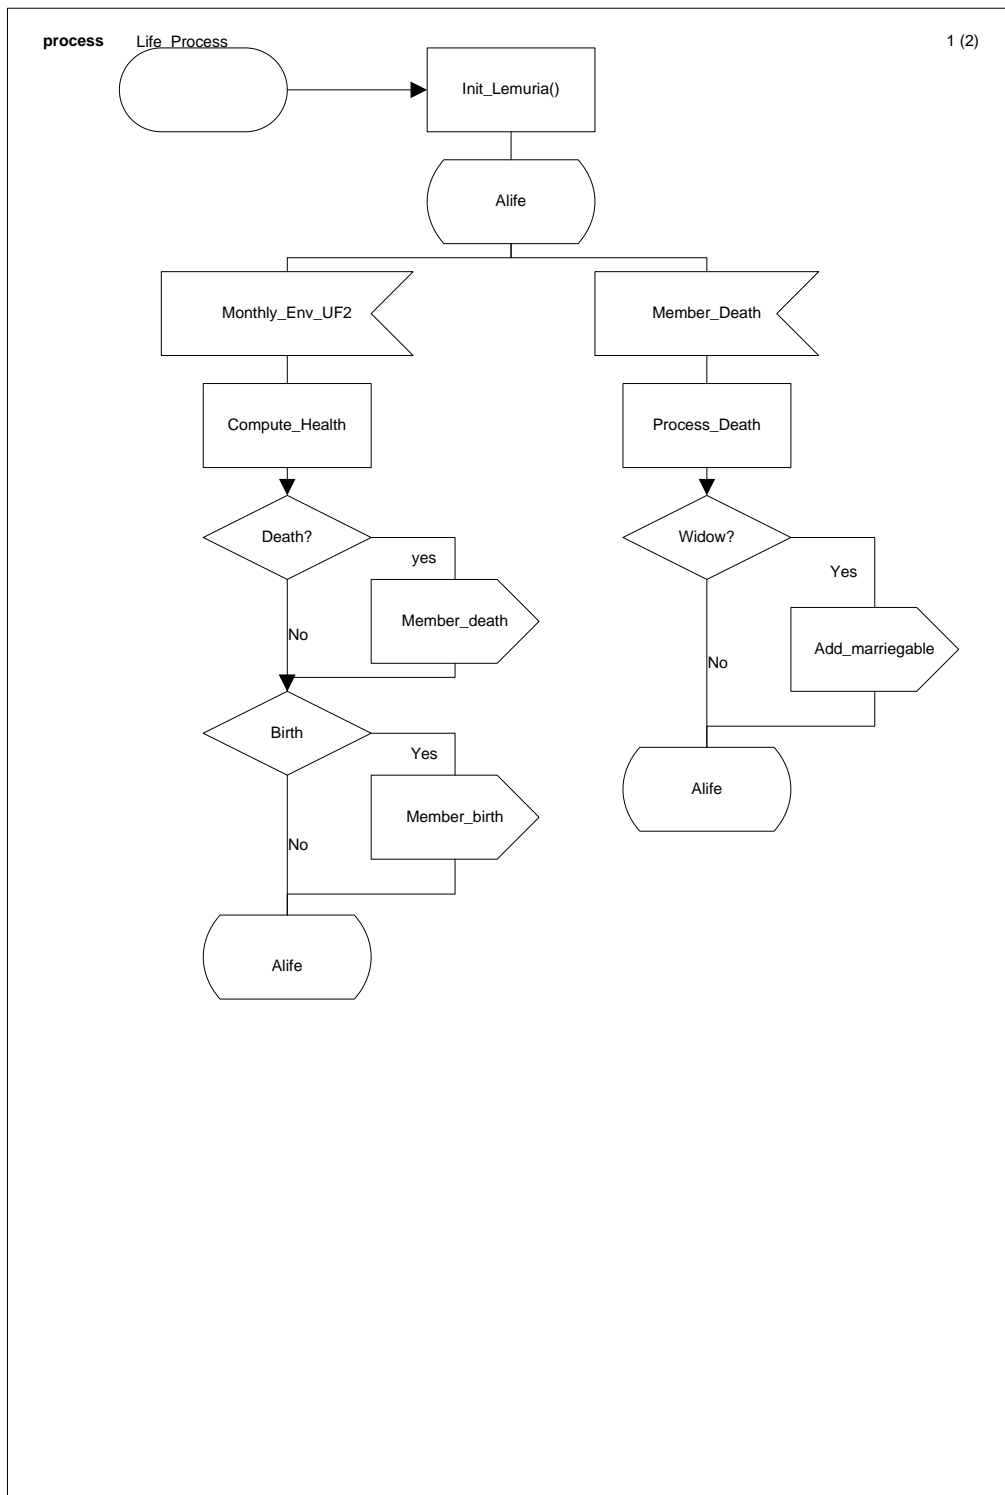 process Life_Process 1 (2)
Init_Lemuria()
Alife
Monthly_Env_UF2
Member_Death
Compute_Health
Process_Death
Death?
yes
Member_death
No
Widow?
Yes
Add_marriegable
No
Birth
Yes
Member_birth
No
Alife
Alife